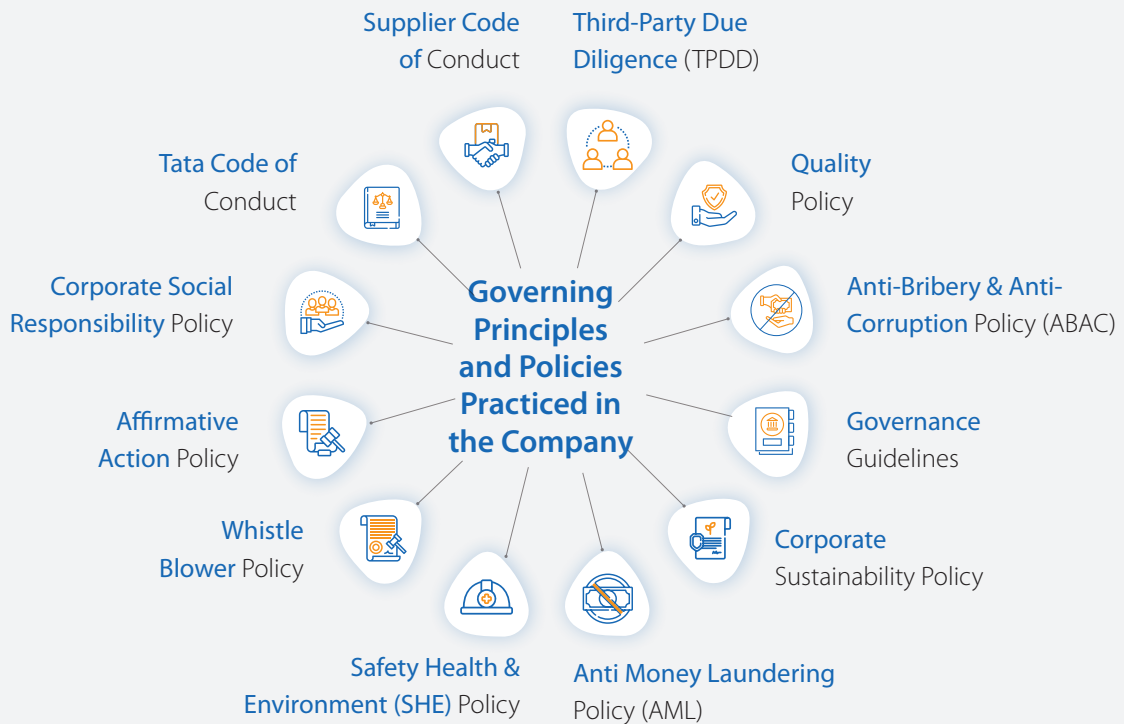 Supplier Code
of Conduct
Third-Party Due
Diligence (TPDD)
Tata Code of
Conduct
Quality
Policy
Corporate Social
Responsibility Policy
Governing
Principles
and Policies
Practiced in
the Company
Anti-Bribery & Anti-
Corruption Policy (ABAC)
Affirmative
Action Policy
Governance
Guidelines
Whistle
Blower Policy
Corporate
Sustainability Policy
Safety Health &
Environment (SHE) Policy
Anti Money Laundering
Policy (AML)